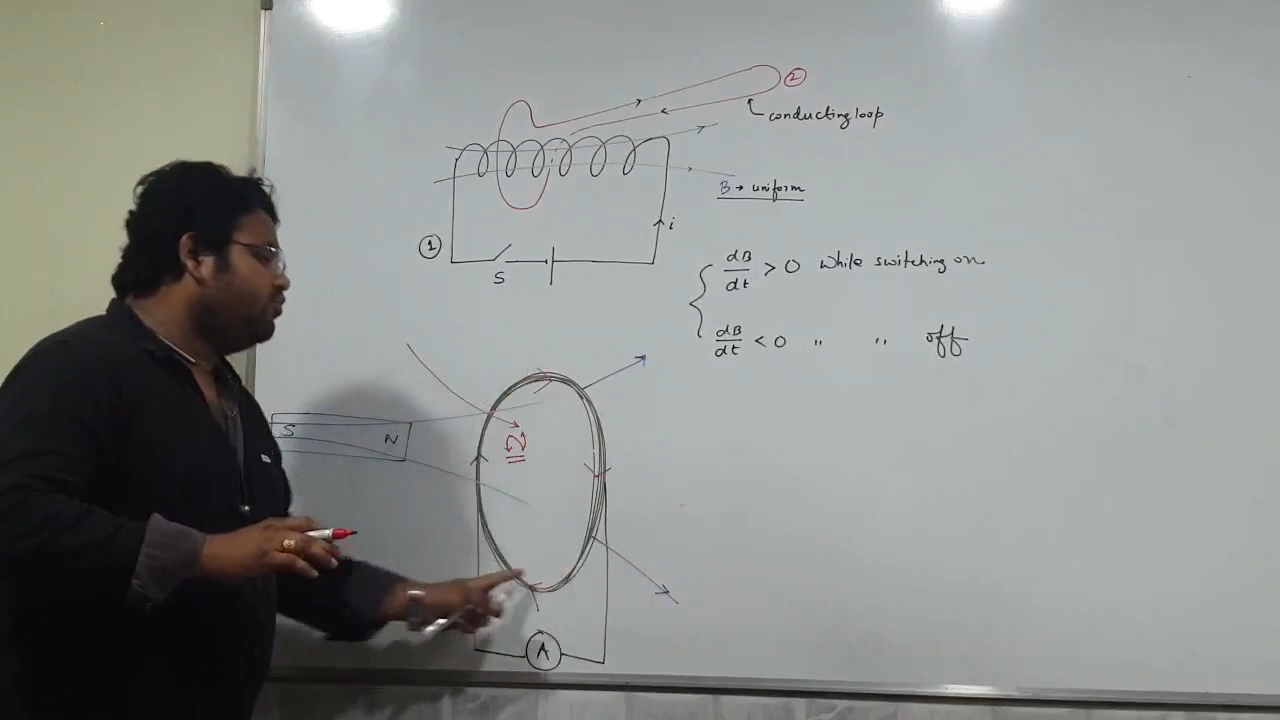 ②
conducting loop
B → uniform
①
S
i
dB/dt > 0 while switching on
dB/dt < 0 " " off
S
N
A